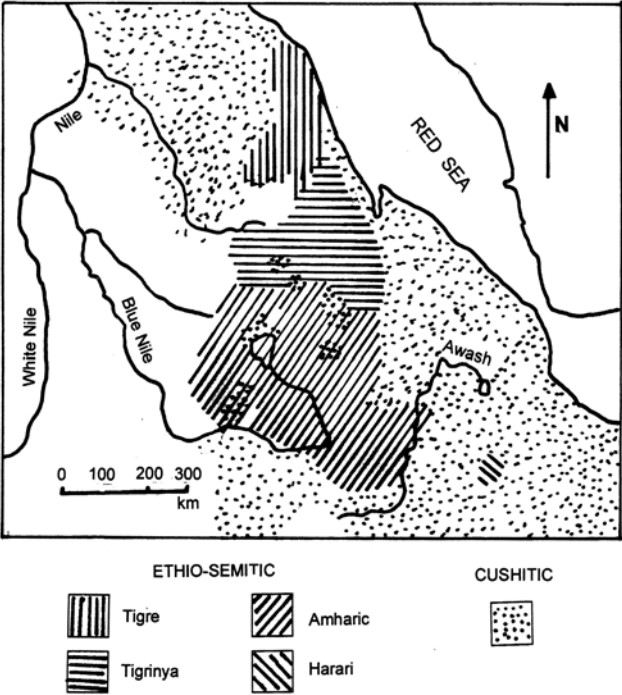 Nile
RED SEA
N
White Nile
Blue Nile
Awash
0 100 200 300
km
ETHIO-SEMITIC
CUSHITIC
Tigre
Amharic
Tigrinya
Harari